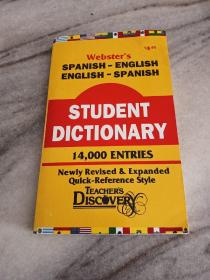 Webster's
SPANISH - ENGLISH
ENGLISH - SPANISH
STUDENT
DICTIONARY
14,000 ENTRIES
Newly Revised & Expanded
Quick-Reference Style
TEACHER'S
DISCOVERY